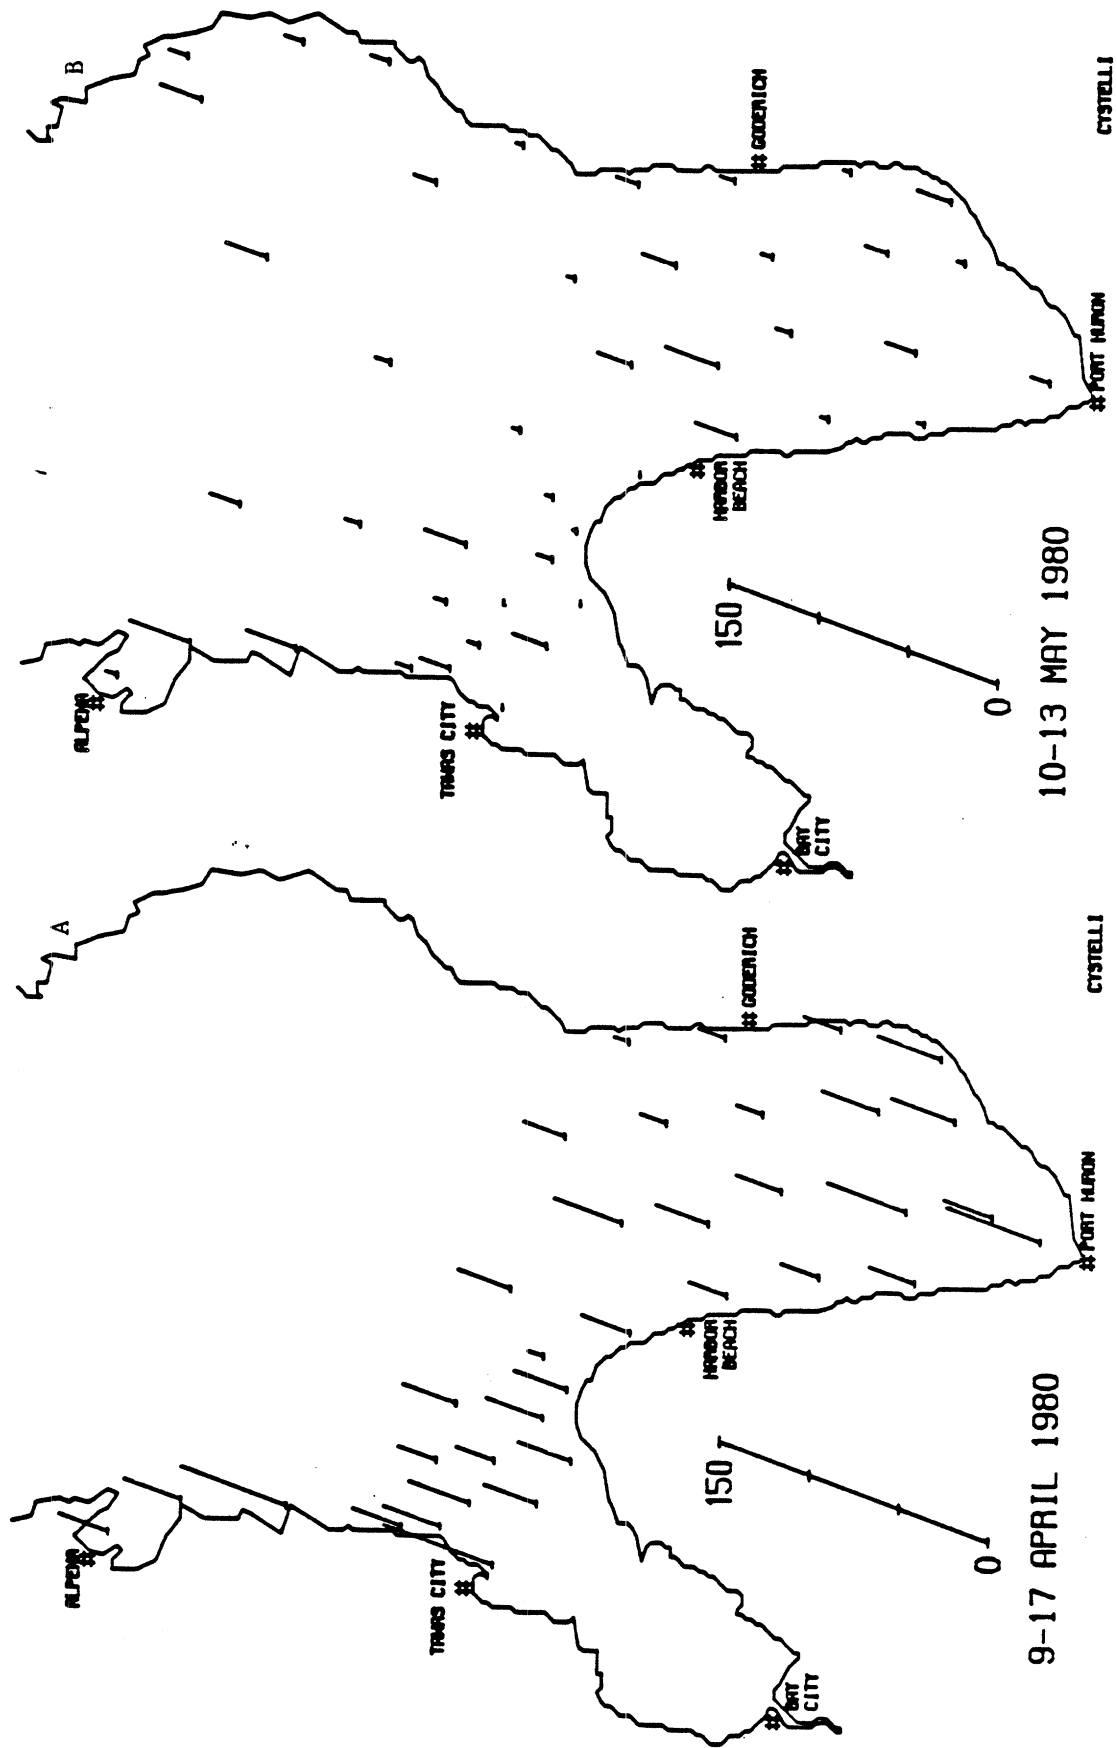 A
ALPENA
#
TAWAS CITY
#
#
BAY
CITY
#
HARBOR
BEACH
# GODERICH
# PORT HURON
150
0
9-17 APRIL 1980
CYSTELLI
B
ALPENA
#
TAWAS CITY
#
#
BAY
CITY
#
HARBOR
BEACH
# GODERICH
# PORT HURON
150
0
10-13 MAY 1980
CYSTELLI